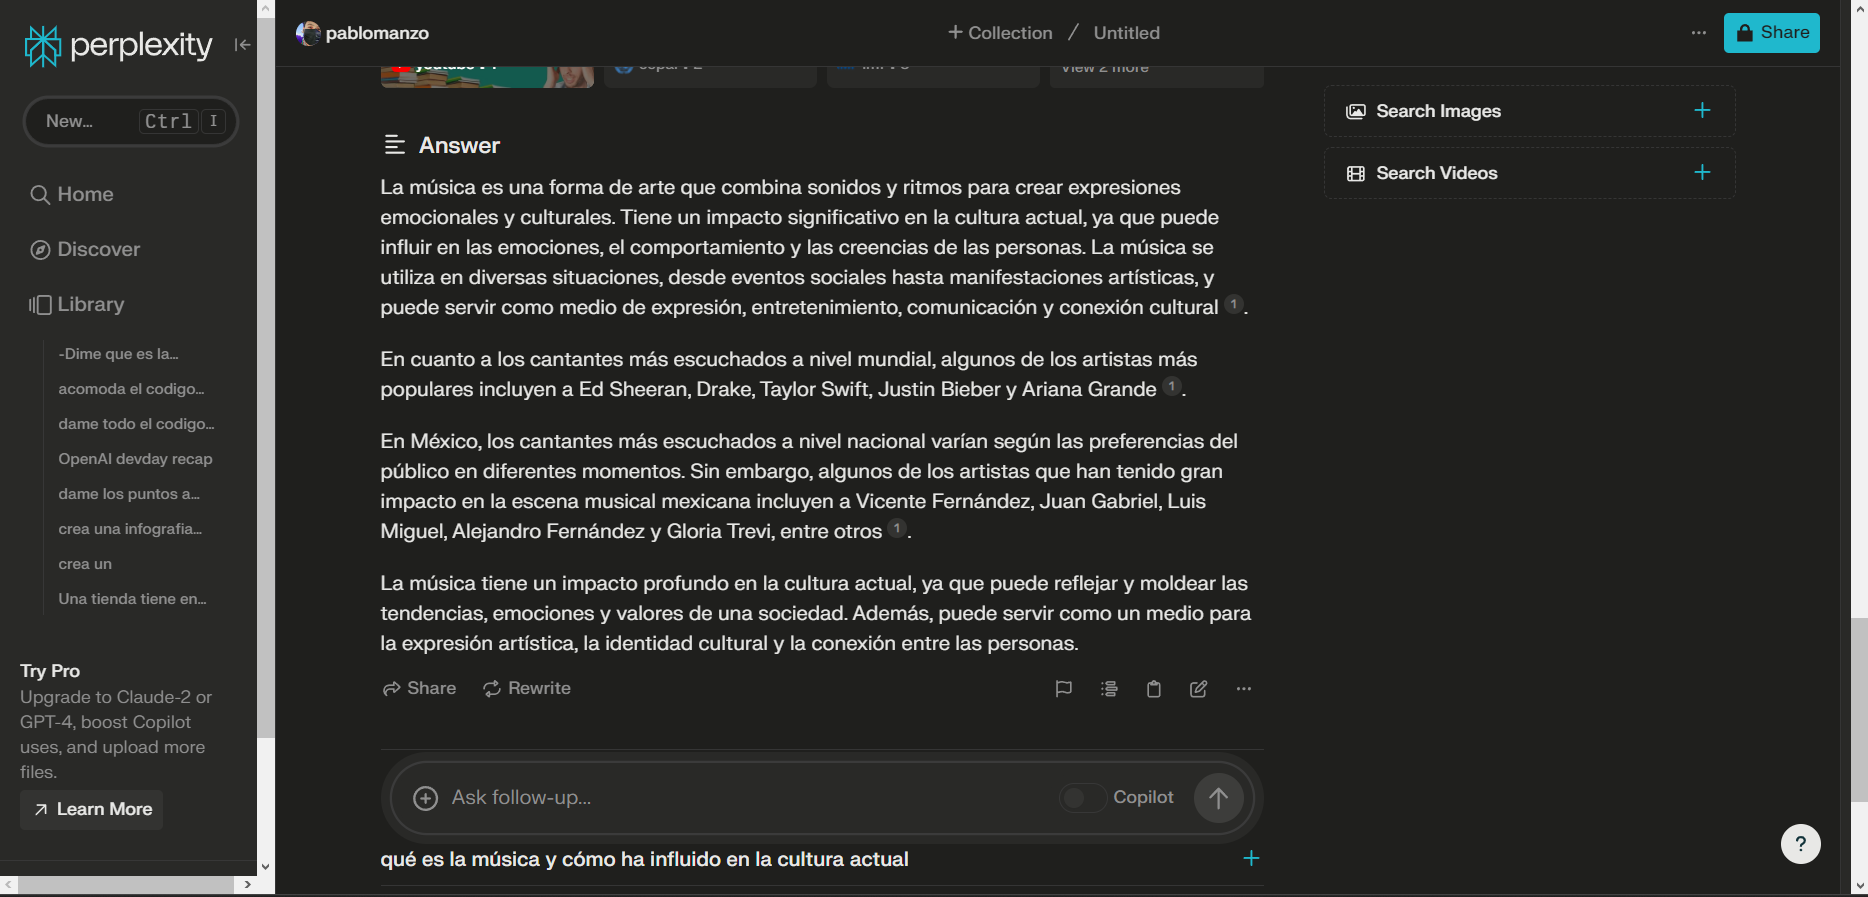 perplexity
New... Ctrl I
Home
Discover
Library
-Dime que es la...
acomoda el codigo...
dame todo el codigo...
OpenAI devday recap
dame los puntos a...
crea una infografia...
crea un
Una tienda tiene en...
Try Pro
Upgrade to Claude-2 or
GPT-4, boost Copilot
uses, and upload more
files.
Learn More
pablomanzo
+ Collection / Untitled
Share
View 2 more
Answer
La música es una forma de arte que combina sonidos y ritmos para crear expresiones
emocionales y culturales. Tiene un impacto significativo en la cultura actual, ya que puede
influir en las emociones, el comportamiento y las creencias de las personas. La música se
utiliza en diversas situaciones, desde eventos sociales hasta manifestaciones artísticas, y
puede servir como medio de expresión, entretenimiento, comunicación y conexión cultural 1.
En cuanto a los cantantes más escuchados a nivel mundial, algunos de los artistas más
populares incluyen a Ed Sheeran, Drake, Taylor Swift, Justin Bieber y Ariana Grande 1.
En México, los cantantes más escuchados a nivel nacional varían según las preferencias del
público en diferentes momentos. Sin embargo, algunos de los artistas que han tenido gran
impacto en la escena musical mexicana incluyen a Vicente Fernández, Juan Gabriel, Luis
Miguel, Alejandro Fernández y Gloria Trevi, entre otros 1.
La música tiene un impacto profundo en la cultura actual, ya que puede reflejar y moldear las
tendencias, emociones y valores de una sociedad. Además, puede servir como un medio para
la expresión artística, la identidad cultural y la conexión entre las personas.
Share Rewrite
Ask follow-up...
Copilot
qué es la música y cómo ha influido en la cultura actual
Search Images
Search Videos
?